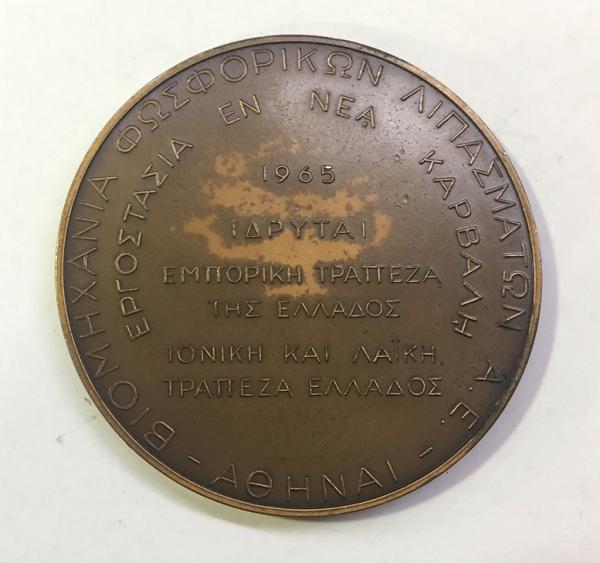 ΒΙΟΜΗΧΑΝΙΑ ΦΩΣΦΟΡΙΚΩΝ ΛΙΠΑΣΜΑΤΩΝ Α.Ε.
ΕΡΓΟΣΤΑΣΙΑ ΕΝ ΝΕΑ ΚΑΡΒΑΛΗ
1965
ΙΔΡΥΤΑΙ
ΕΜΠΟΡΙΚΗ ΤΡΑΠΕΖΑ
ΤΗΣ ΕΛΛΑΔΟΣ
ΙΟΝΙΚΗ ΚΑΙ ΛΑΪΚΗ
ΤΡΑΠΕΖΑ ΕΛΛΑΔΟΣ
- ΑΘΗΝΑΙ -